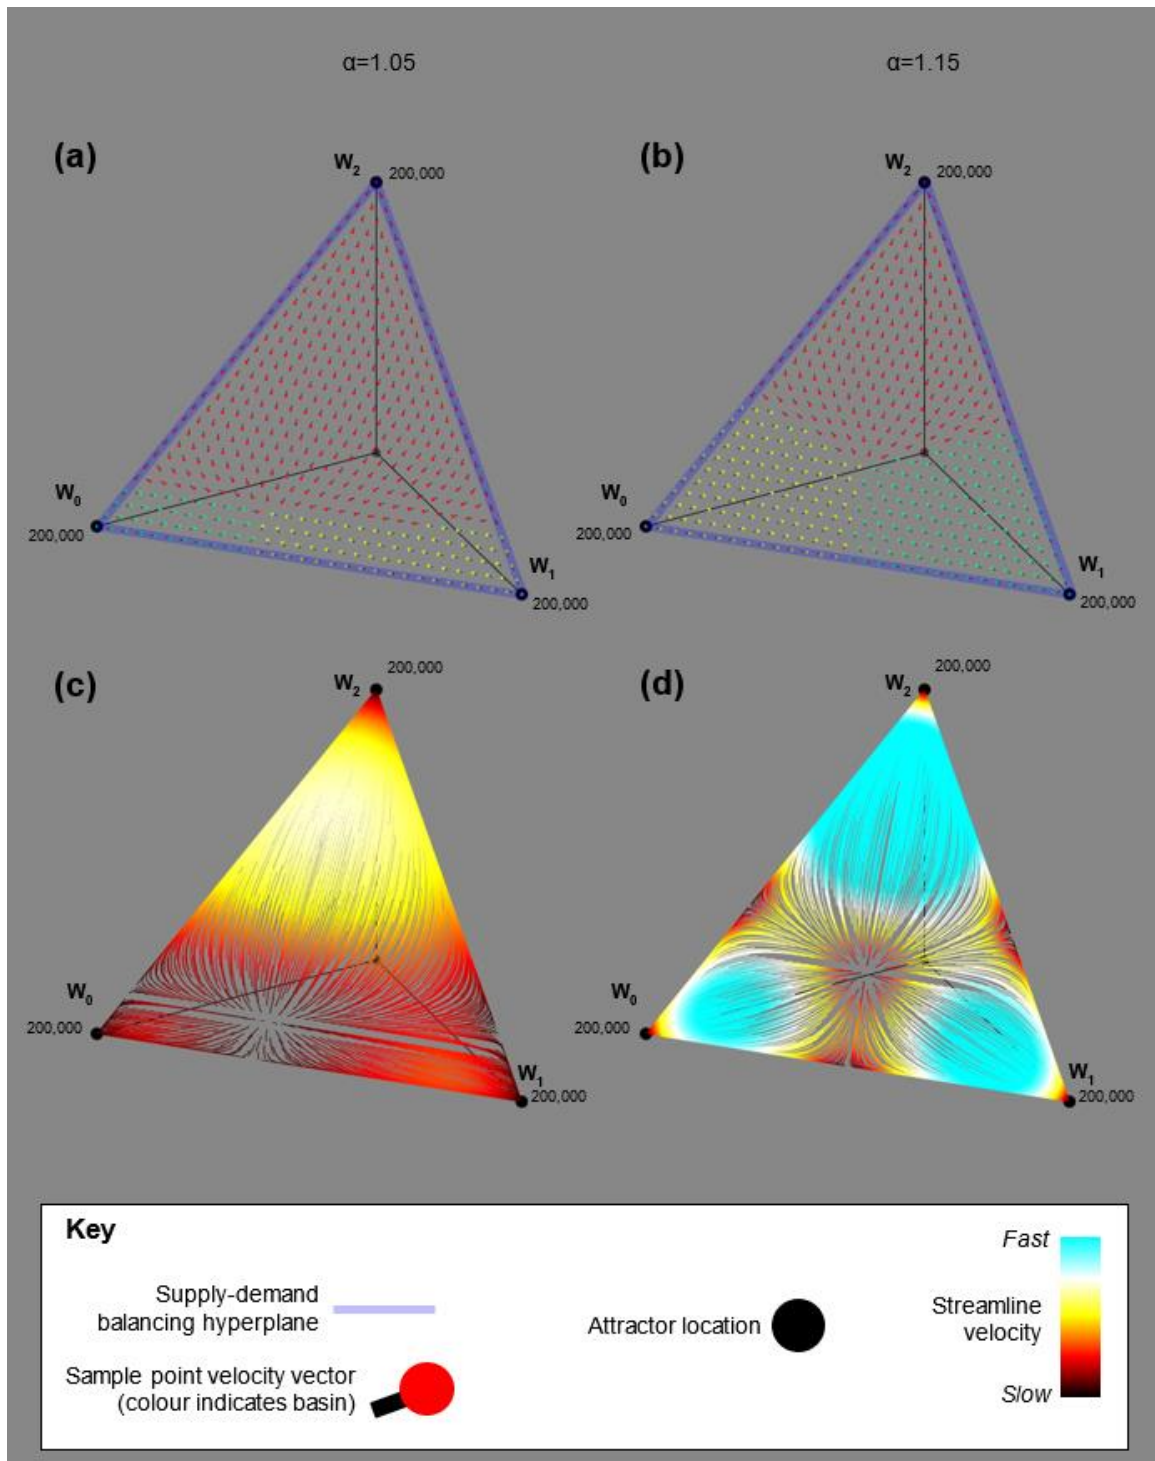 α=1.05
α=1.15
(a)
W2
200,000
W0
200,000
W1
200,000
(b)
W2
200,000
W0
200,000
W1
200,000
(c)
200,000
W2
W0
200,000
W1
200,000
(d)
200,000
W2
W0
200,000
W1
200,000
Key
Supply-demand
balancing hyperplane
Sample point velocity vector
(colour indicates basin)
Attractor location
Fast
Streamline
velocity
Slow